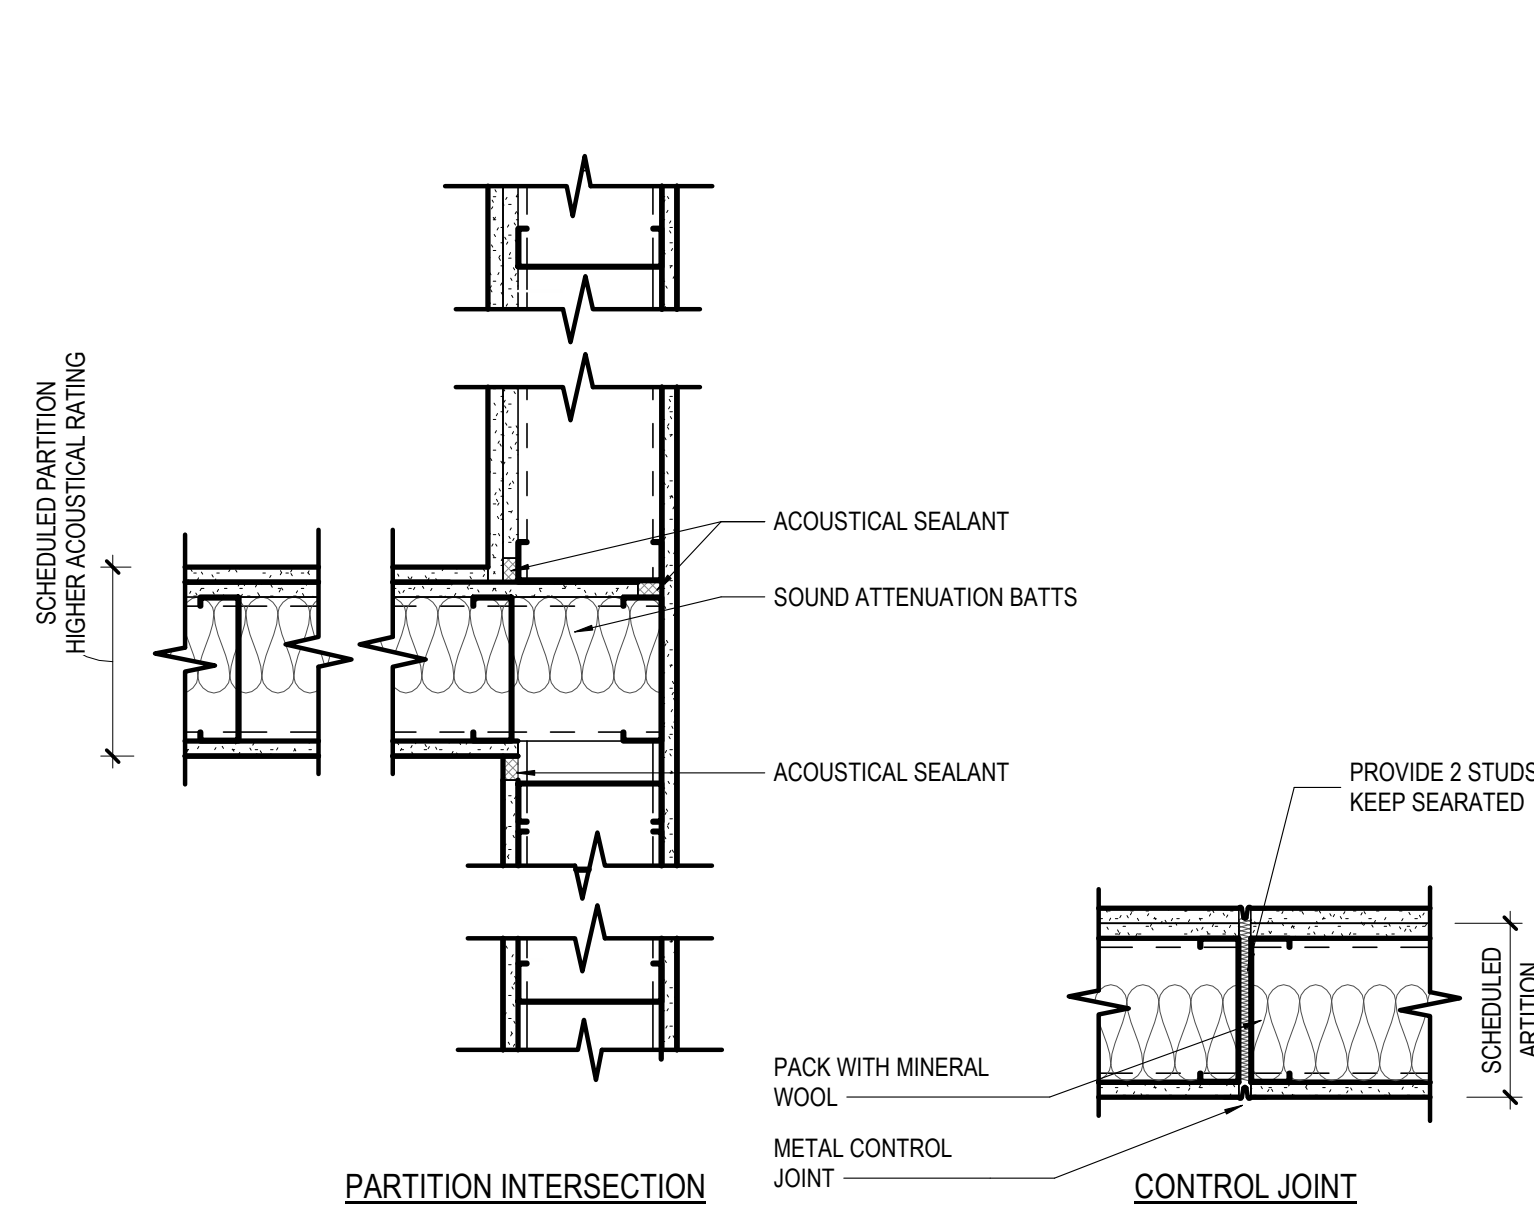 SCHEDULED PARTITION
HIGHER ACOUSTICAL RATING
ACOUSTICAL SEALANT
SOUND ATTENUATION BATTS
ACOUSTICAL SEALANT
PARTITION INTERSECTION
PROVIDE 2 STUDS
KEEP SEARATED
SCHEDULED
ARTITION
PACK WITH MINERAL
WOOL
METAL CONTROL
JOINT
CONTROL JOINT